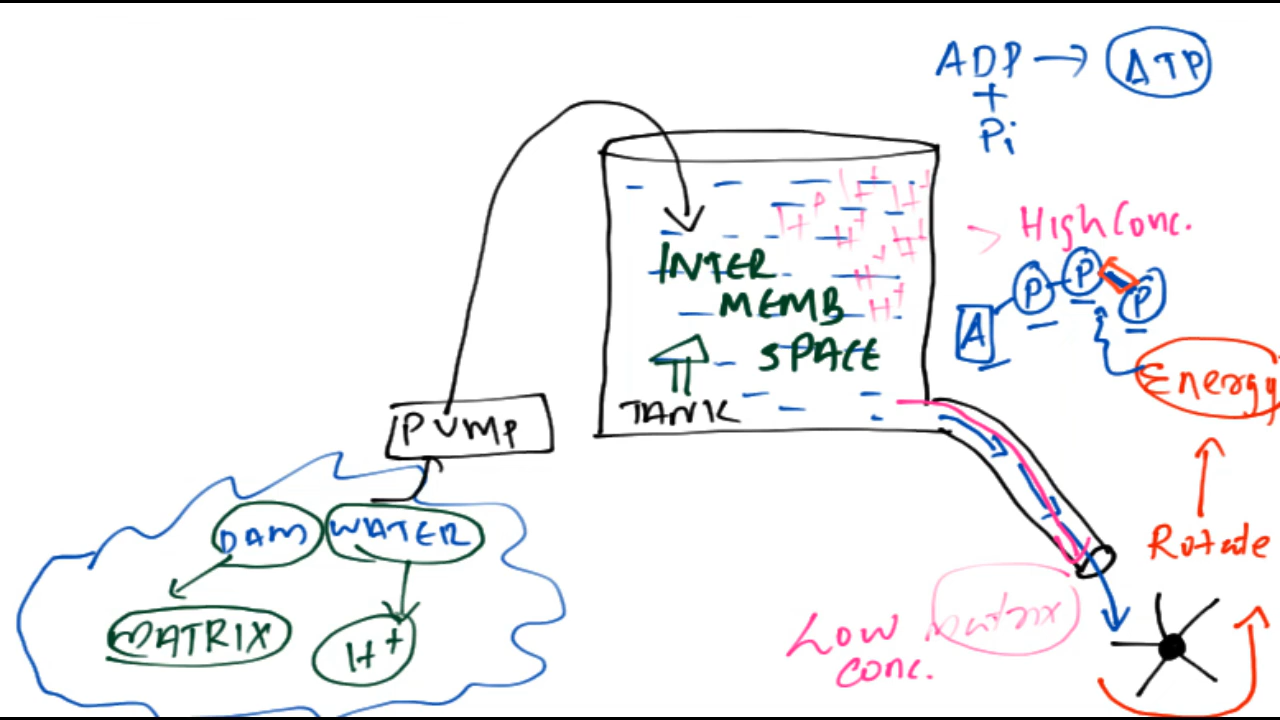 ADP → ATP
+
Pi
High Conc.
H+ H+ H+ H+ H+ H+ H+
INTER
MEMB
SPACE
A P P P
Energy
TANK
PUMP
Rotate
DAM WATER
MATRIX
H+
Low matrix
conc.